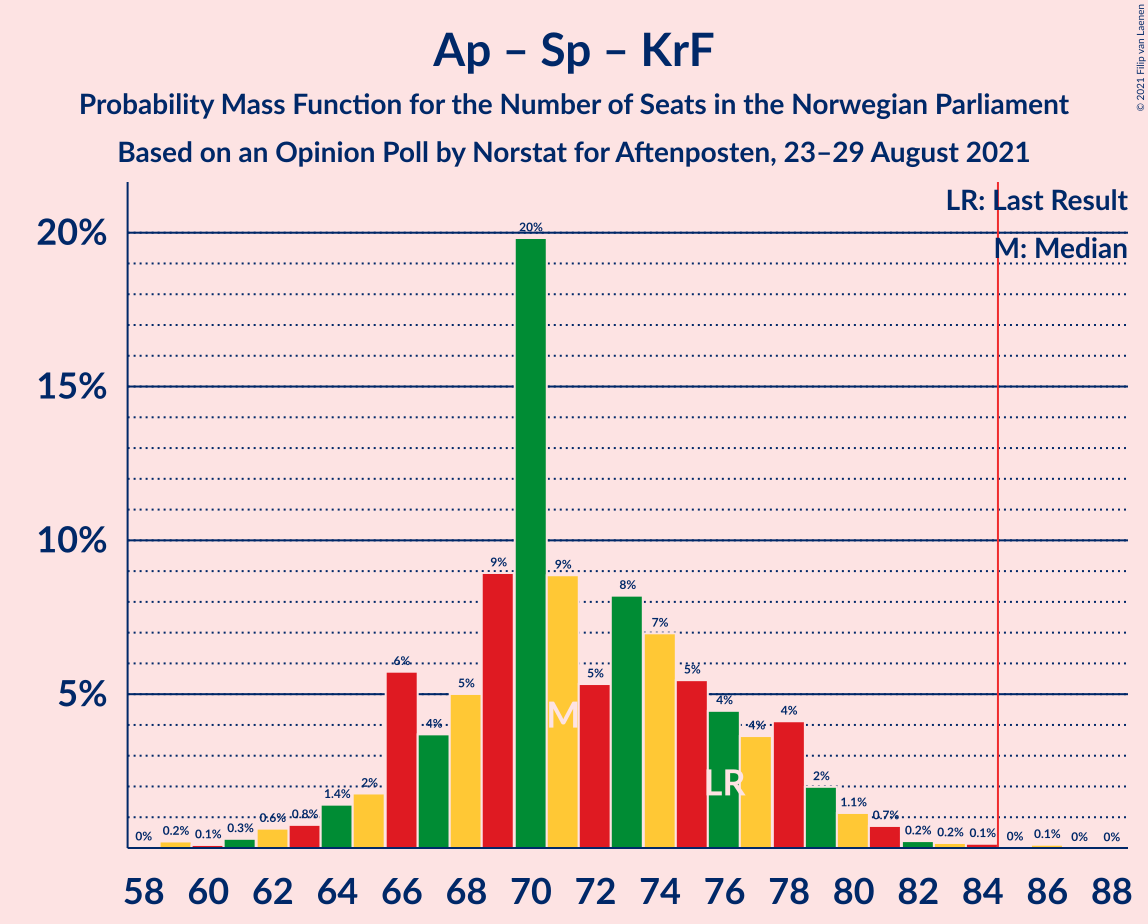 Ap – Sp – KrF
Probability Mass Function for the Number of Seats in the Norwegian Parliament
Based on an Opinion Poll by Norstat for Aftenposten, 23–29 August 2021
© 2021 Filip van Laenen
LR: Last Result
M: Median
20%
15%
10%
5%
0% 0.2% 0.1% 0.3% 0.6% 0.8% 1.4% 2% 6% 4% 5% 9% 20% 9% 5% 8% 7% 5% 4% 4% 4% 2% 1.1% 0.7% 0.2% 0.2% 0.1% 0% 0.1% 0% 0%
M
LR
58 60 62 64 66 68 70 72 74 76 78 80 82 84 86 88